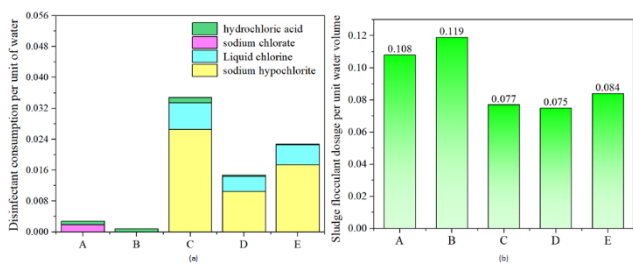 Disinfectant consumption per unit of water
0.056
0.048
0.040
0.032
0.024
0.016
0.008
0.000
hydrochloric acid
sodium chlorate
Liquid chlorine
sodium hypochlorite
A B C D E
(a)
Sludge flocculant dosage per unit water volume
0.12
0.10
0.08
0.06
0.04
0.02
0.00
0.108
0.119
0.077
0.075
0.084
A B C D E
(b)